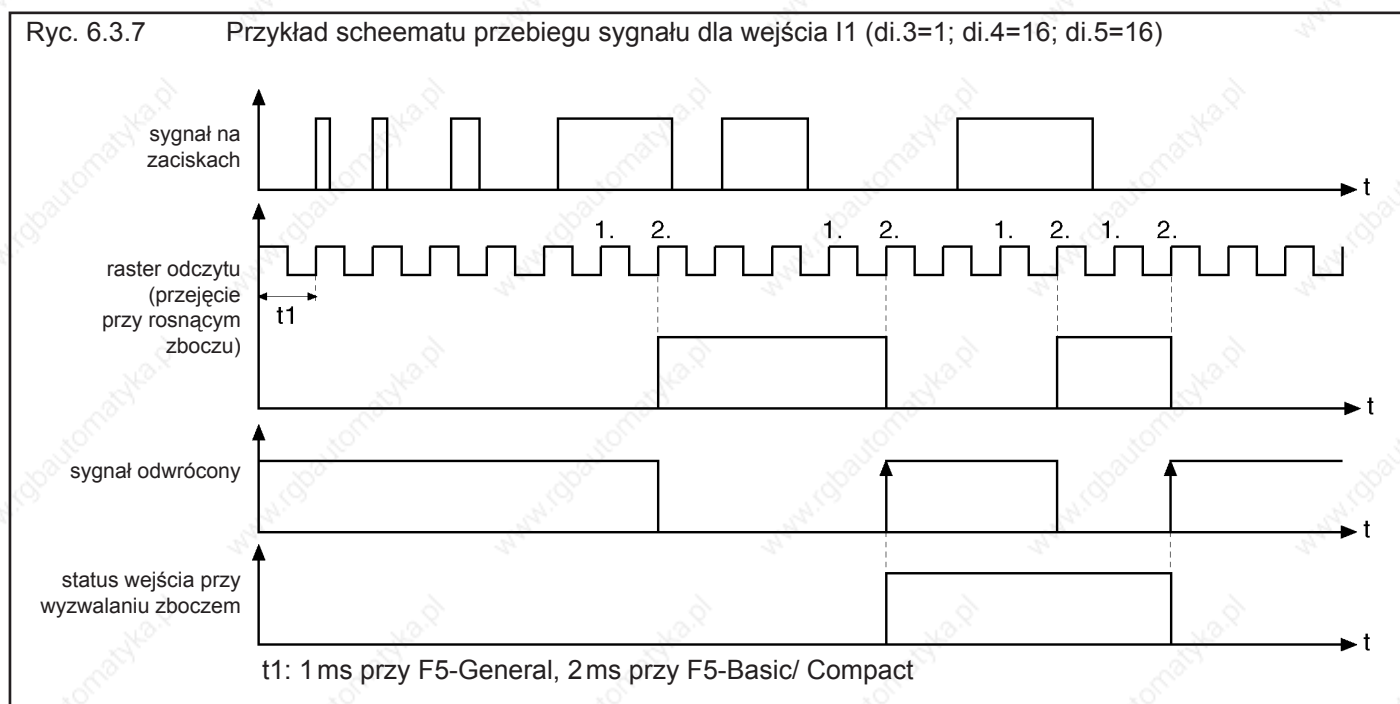 Ryc. 6.3.7 Przykład scheematu przebiegu sygnału dla wejścia I1 (di.3=1; di.4=16; di.5=16)
sygnał na
zaciskach
t
1. 2. 1. 2. 1. 2. 1. 2.
raster odczytu
(przejęcie
przy rosnącym
zboczu)
t1
t
sygnał odwrócony
t
status wejścia przy
wyzwalaniu zboczem
t
t1: 1 ms przy F5-General, 2 ms przy F5-Basic/ Compact
www.rgbautomatyka.pl